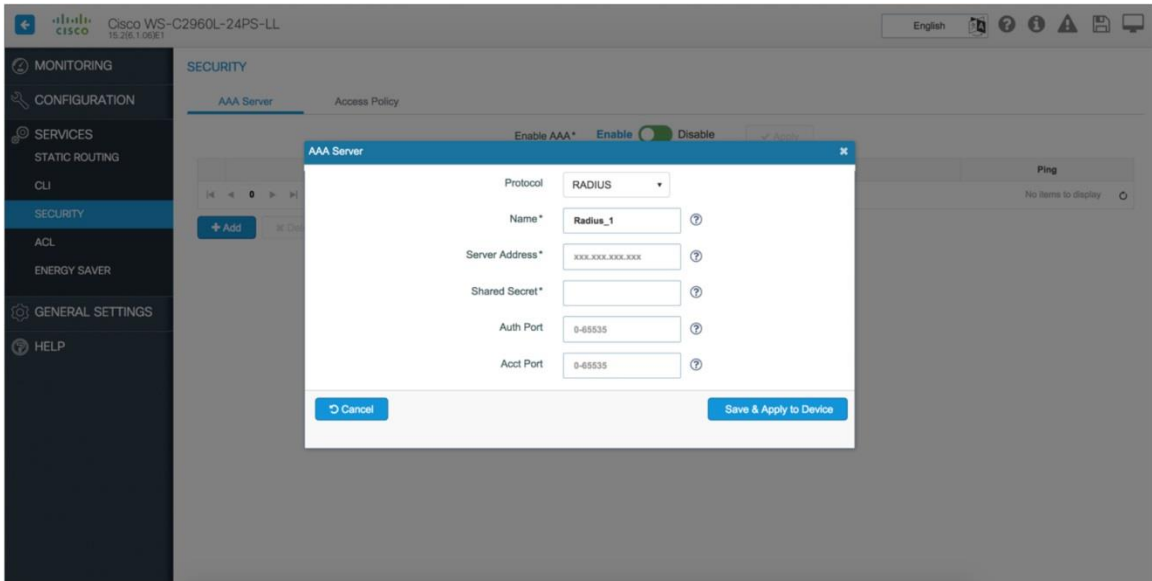 cisco
Cisco WS-C2960L-24PS-LL
15.2(6.1.06)E1
English
MONITORING
CONFIGURATION
SERVICES
STATIC ROUTING
CLI
SECURITY
ACL
ENERGY SAVER
GENERAL SETTINGS
HELP
SECURITY
AAA Server
Access Policy
Enable AAA*
Enable
Disable
Apply
Ping
0
No items to display
+ Add
AAA Server
Protocol
RADIUS
Name*
Radius_1
Server Address*
xxx.xxx.xxx.xxx
Shared Secret*
Auth Port
0-65535
Acct Port
0-65535
Cancel
Save & Apply to Device